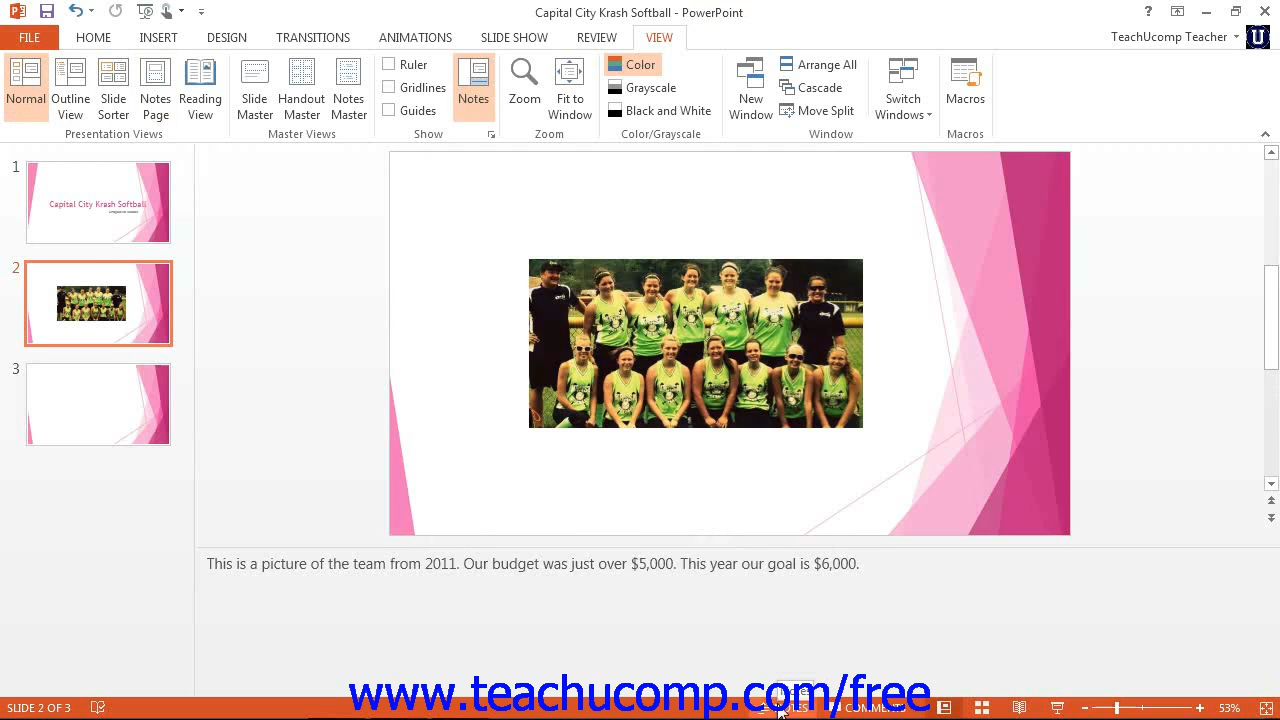 Capital City Krash Softball - PowerPoint
FILE HOME INSERT DESIGN TRANSITIONS ANIMATIONS SLIDE SHOW REVIEW VIEW TeachUcomp Teacher U
Normal Outline View Slide Sorter Notes Page Reading View
Presentation Views
Slide Master Handout Master Notes Master
Master Views
Ruler
Gridlines
Guides
Show
Notes
Zoom Fit to Window
Zoom
Color
Grayscale
Black and White
Color/Grayscale
New Window
Arrange All
Cascade
Move Split
Switch Windows
Window
Macros
Macros
1
Capital City Krash Softball
2
3
This is a picture of the team from 2011. Our budget was just over $5,000. This year our goal is $6,000.
www.teachucomp.com/free
SLIDE 2 OF 3 NOTES COMMENTS 53%